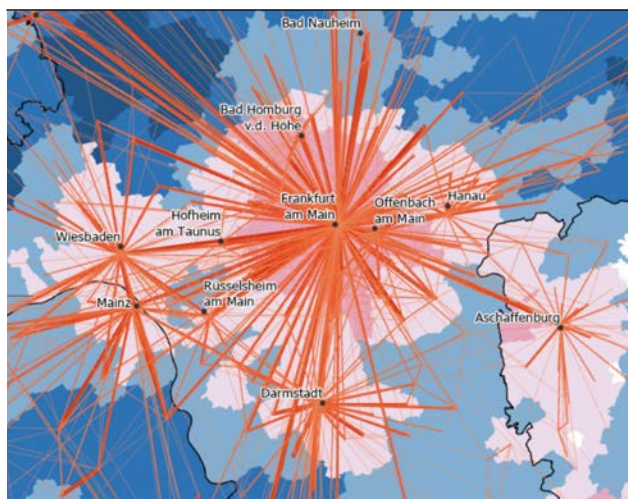 Bad Nauheim
Bad Homburg
v.d. Höhe
Frankfurt
am Main
Offenbach
am Main
Hanau
Hofheim
am Taunus
Wiesbaden
Mainz
Rüsselsheim
am Main
Aschaffenburg
Darmstadt